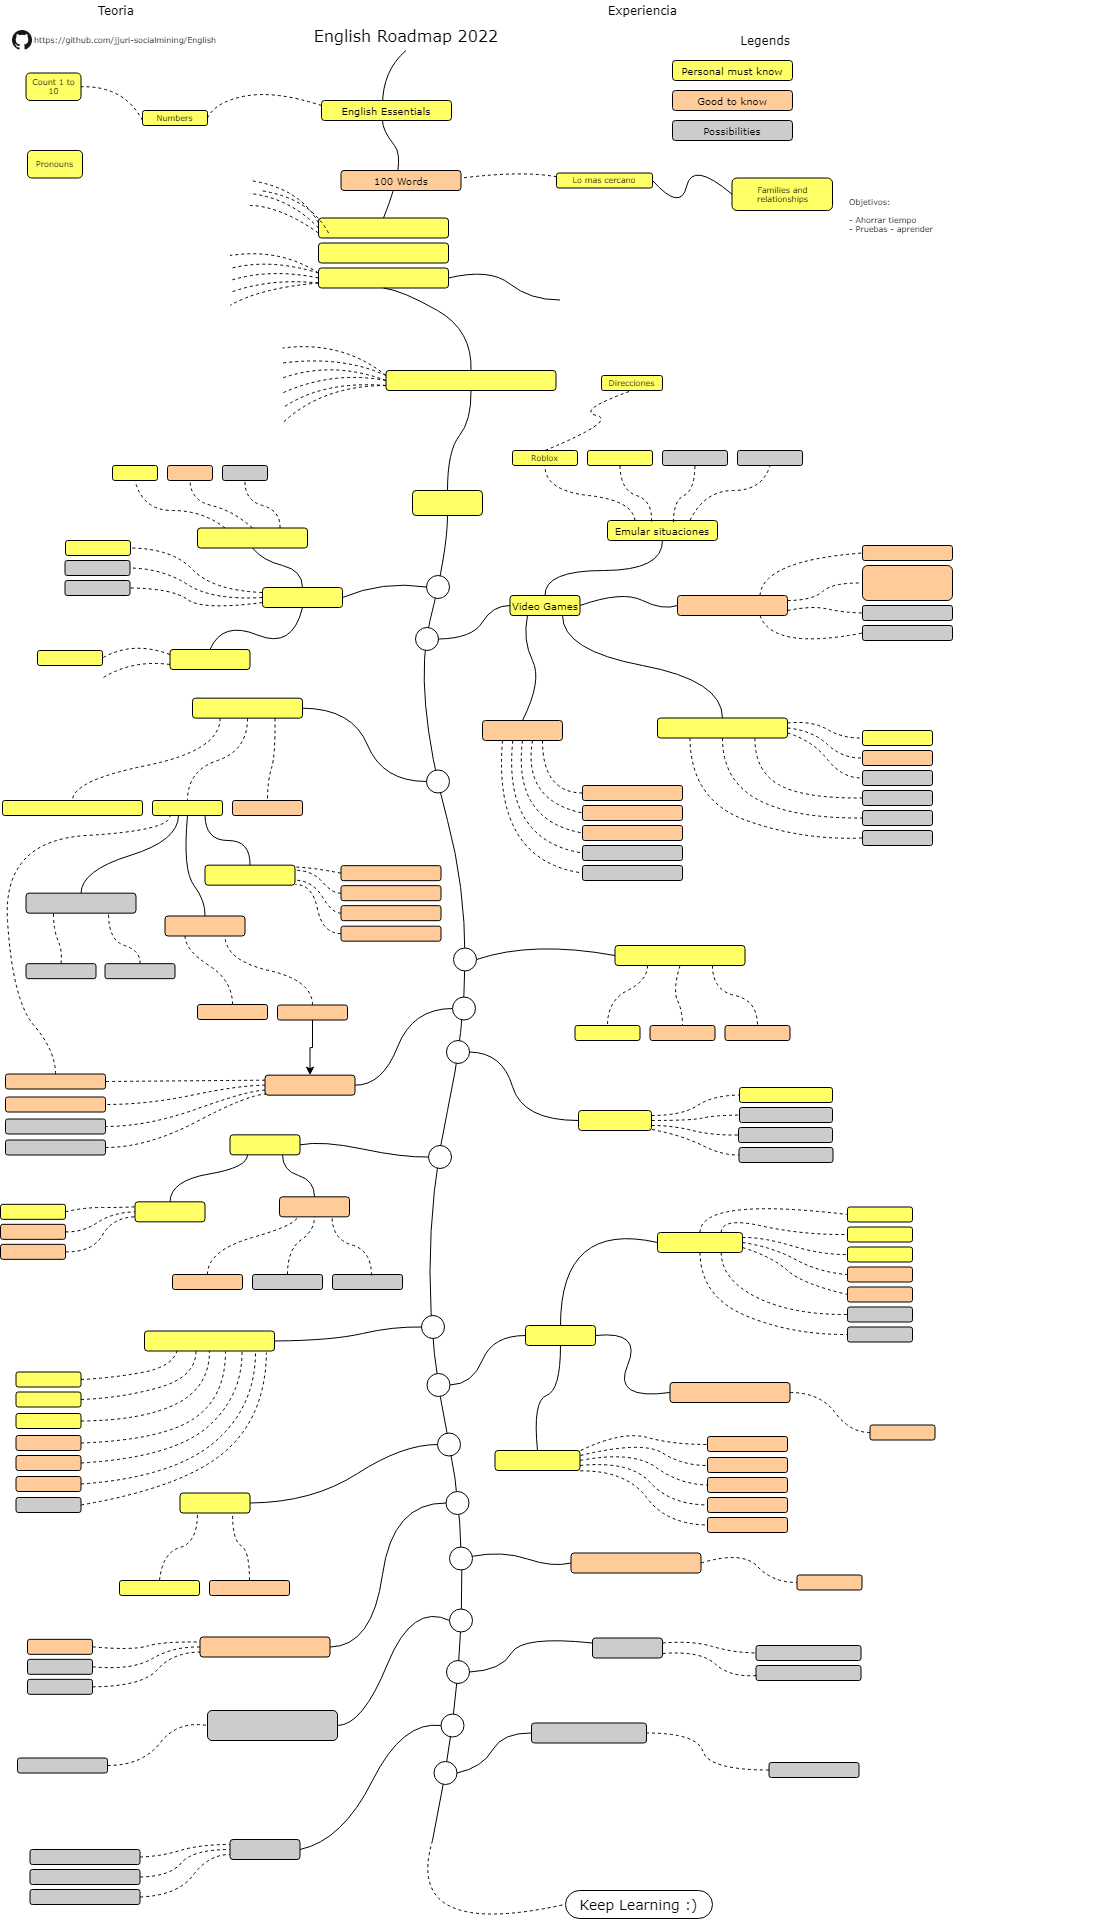 Teoria
Experiencia
https://github.com/jjuri-socialmining/English
English Roadmap 2022
Legends
Personal must know
Good to know
Possibilities
Count 1 to
10
Numbers
English Essentials
Pronouns
100 Words
Lo mas cercano
Families and
relationships
Objetivos:
- Ahorrar tiempo
- Pruebas - aprender
Direcciones
Roblox
Emular situaciones
Video Games
Keep Learning :)